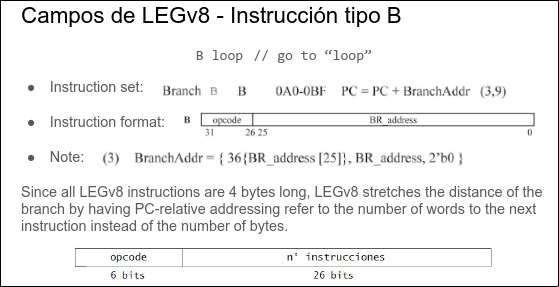 Campos de LEGv8 - Instrucción tipo B
B loop // go to “loop”
● Instruction set: Branch B B 0A0-0BF PC = PC + BranchAddr (3,9)
● Instruction format: B opcode BR_address
31 26 25 0
● Note: (3) BranchAddr = { 36{BR_address [25]}, BR_address, 2’b0 }
Since all LEGv8 instructions are 4 bytes long, LEGv8 stretches the distance of the
branch by having PC-relative addressing refer to the number of words to the next
instruction instead of the number of bytes.
opcode n° instrucciones
6 bits 26 bits